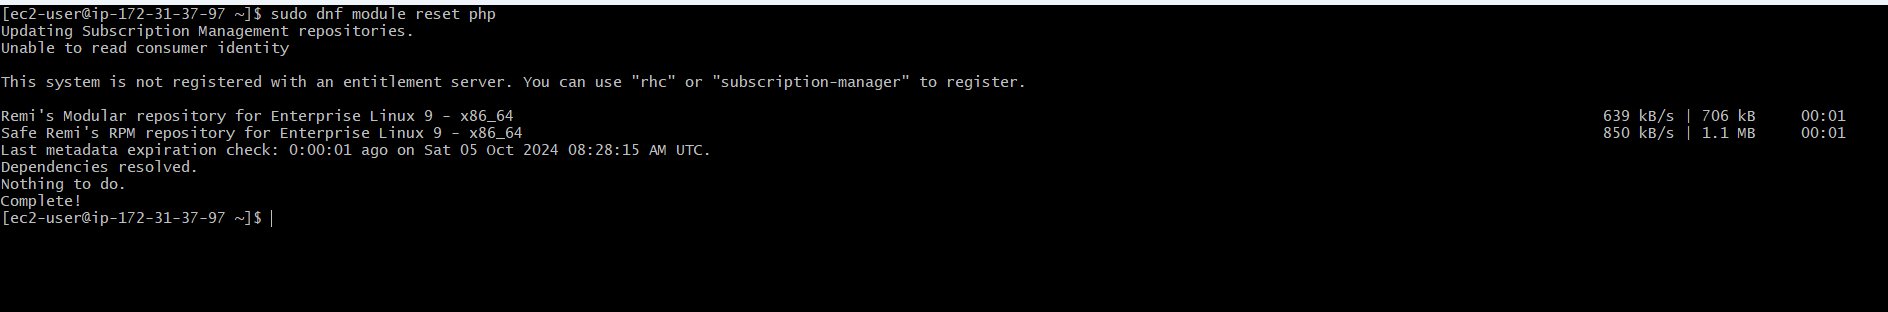 [ec2-user@ip-172-31-37-97 ~]$ sudo dnf module reset php
Updating Subscription Management repositories.
Unable to read consumer identity
This system is not registered with an entitlement server. You can use "rhc" or "subscription-manager" to register.
Remi's Modular repository for Enterprise Linux 9 - x86_64 639 kB/s | 706 kB 00:01
Safe Remi's RPM repository for Enterprise Linux 9 - x86_64 850 kB/s | 1.1 MB 00:01
Last metadata expiration check: 0:00:01 ago on Sat 05 Oct 2024 08:28:15 AM UTC.
Dependencies resolved.
Nothing to do.
Complete!
[ec2-user@ip-172-31-37-97 ~]$